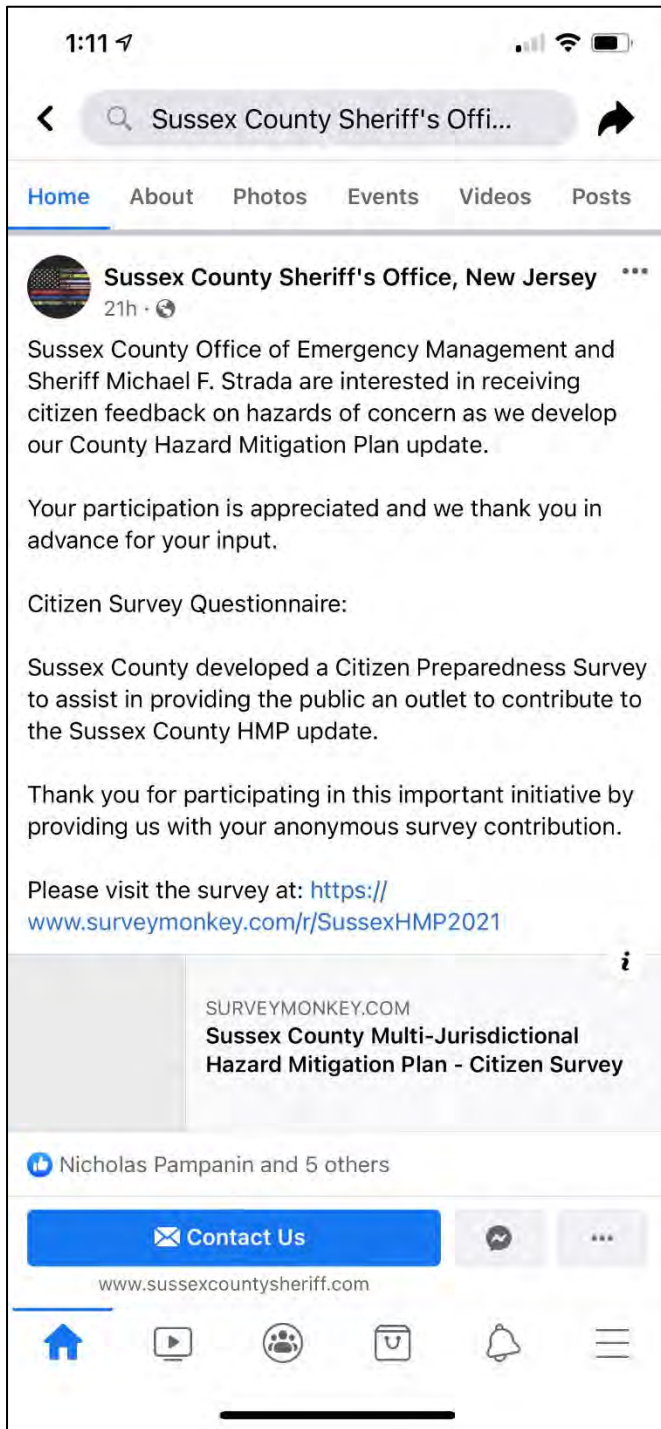 1:11
Sussex County Sheriff's Offi...
Home About Photos Events Videos Posts
Sussex County Sheriff's Office, New Jersey
21h ·
Sussex County Office of Emergency Management and
Sheriff Michael F. Strada are interested in receiving
citizen feedback on hazards of concern as we develop
our County Hazard Mitigation Plan update.
Your participation is appreciated and we thank you in
advance for your input.
Citizen Survey Questionnaire:
Sussex County developed a Citizen Preparedness Survey
to assist in providing the public an outlet to contribute to
the Sussex County HMP update.
Thank you for participating in this important initiative by
providing us with your anonymous survey contribution.
Please visit the survey at: https://
www.surveymonkey.com/r/SussexHMP2021
SURVEYMONKEY.COM
Sussex County Multi-Jurisdictional
Hazard Mitigation Plan - Citizen Survey
Nicholas Pampanin and 5 others
Contact Us
www.sussexcountysheriff.com